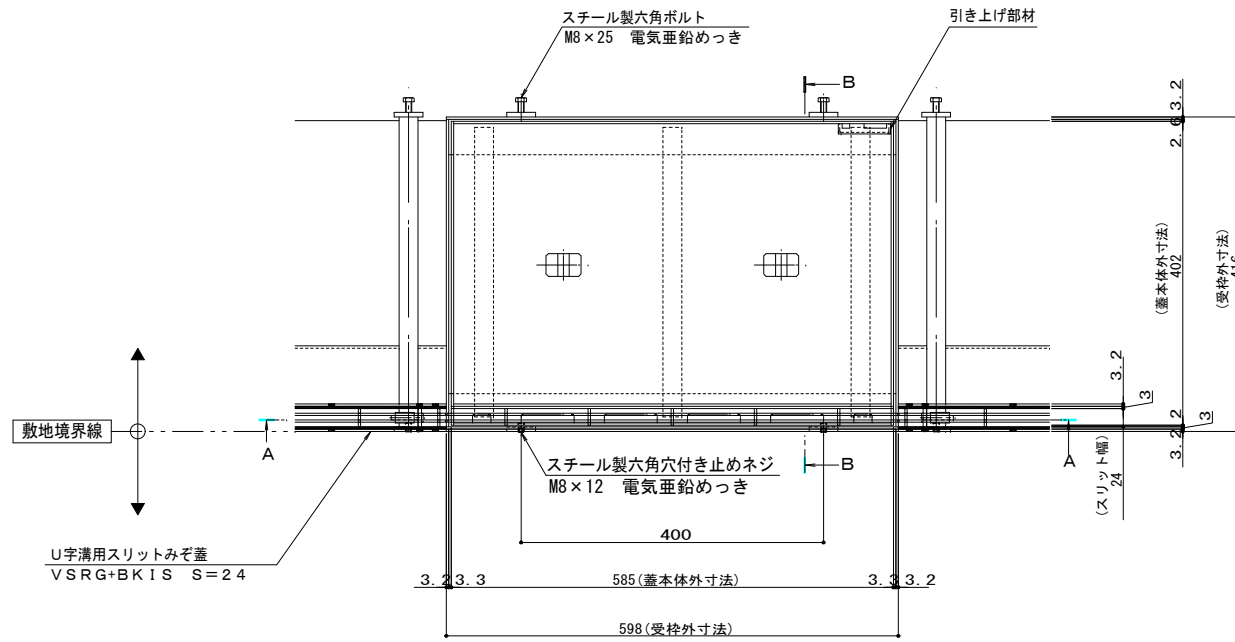 スチール製六角ボルト
M8×25 電気亜鉛めっき
引き上げ部材
B
3.2
2.6
(蓋本体外寸法)
402
(受枠外寸法)
416
3.2
3
3
3.2
(スリット幅)
24
敷地境界線
A
A
スチール製六角穴付き止めネジ
M8×12 電気亜鉛めっき
B
400
U字溝用スリットみぞ蓋
VSRG+BKIS S=24
3.2 3.3
585(蓋本体外寸法)
3.3 3.2
598(受枠外寸法)